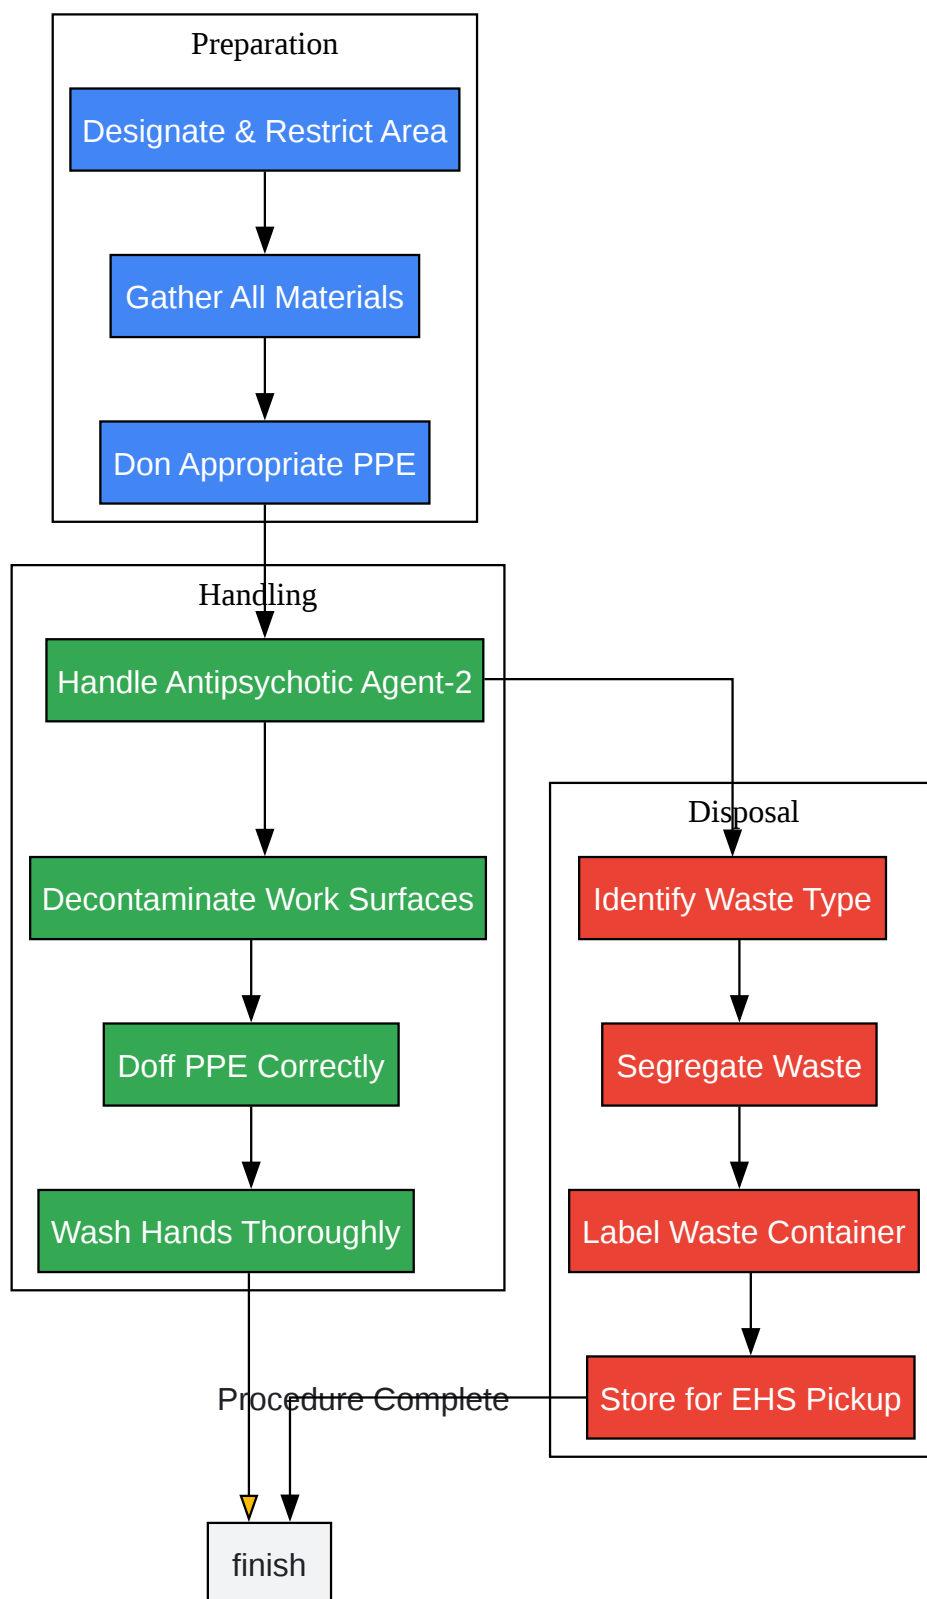 Preparation
Designate & Restrict Area
Gather All Materials
Don Appropriate PPE
Handling
Handle Antipsychotic Agent-2
Decontaminate Work Surfaces
Doff PPE Correctly
Wash Hands Thoroughly
Disposal
Identify Waste Type
Segregate Waste
Label Waste Container
Store for EHS Pickup
Procedure Complete
finish